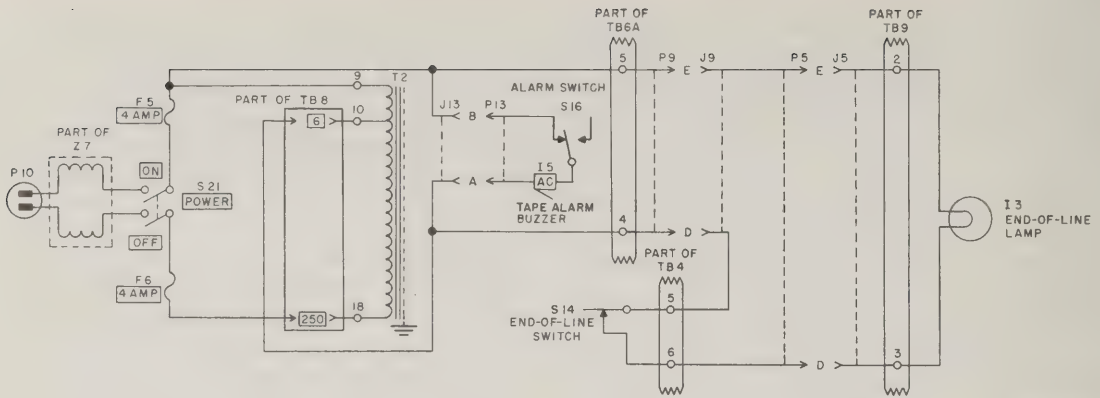 PART OF
TB6A
PART OF
TB9
5
P9
E
J9
P5
E
J5
2
9
T2
ALARM SWITCH
S16
F5
4 AMP
PART OF TB8
10
6
J13
B
P13
PART OF
Z7
P10
ON
S21
POWER
OFF
I5
AC
A
TAPE ALARM
BUZZER
I3
END-OF-LINE
LAMP
4
D
PART OF
TB4
F6
4 AMP
250
18
S14
END-OF-LINE
SWITCH
5
6
D
3